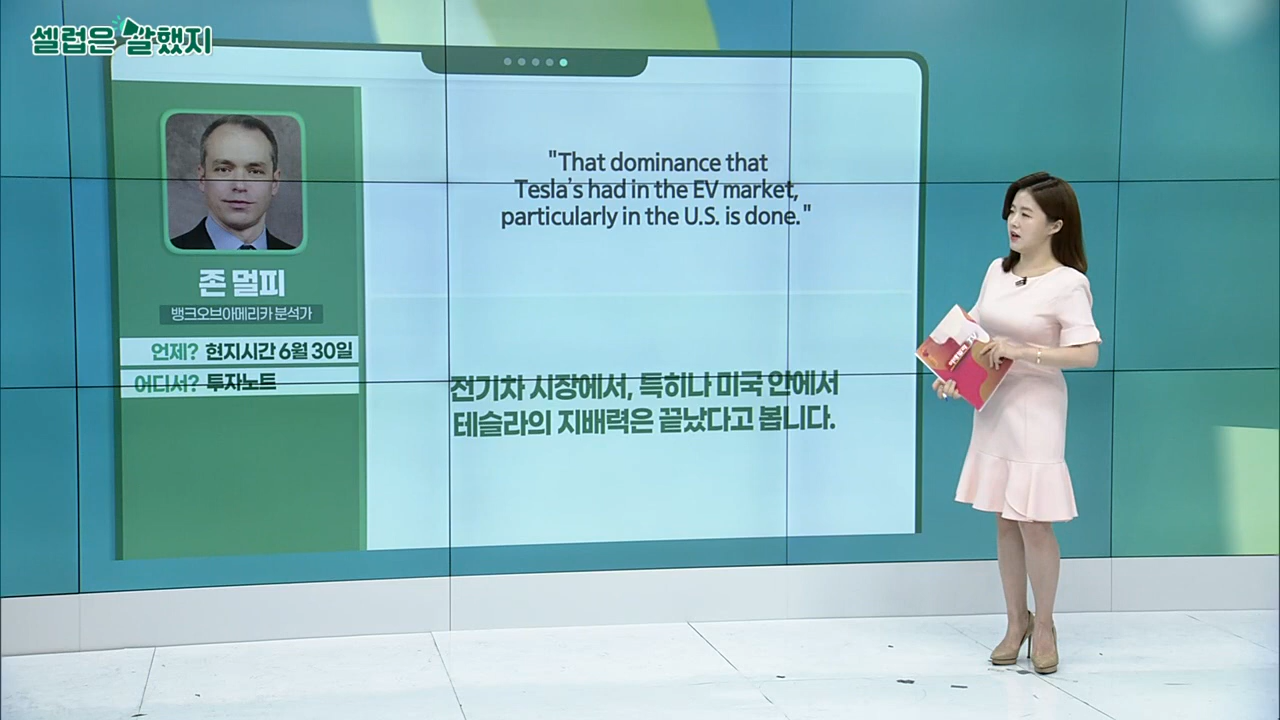 셀럽은 말했지
"That dominance that
Tesla's had in the EV market,
particularly in the U.S. is done."
존 멀피
뱅크오브아메리카 분석가
언제? 현지시간 6월 30일
어디서? 투자노트
전기차 시장에서, 특히나 미국 안에서
테슬라의 지배력은 끝났다고 봅니다.